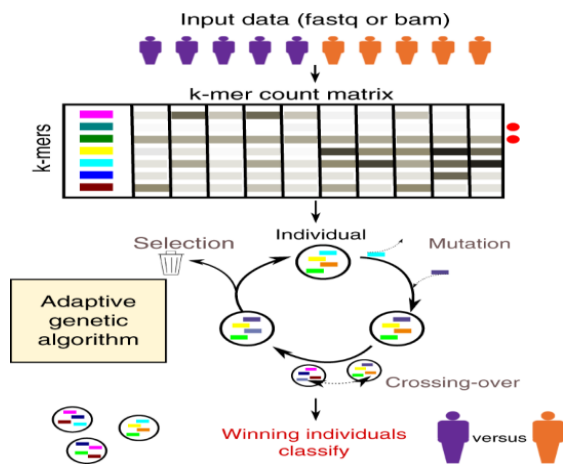 Input data (fastq or bam)
k-mer count matrix
k-mers
Individual
Selection
Mutation
Adaptive
genetic
algorithm
Crossing-over
Winning individuals
classify
versus